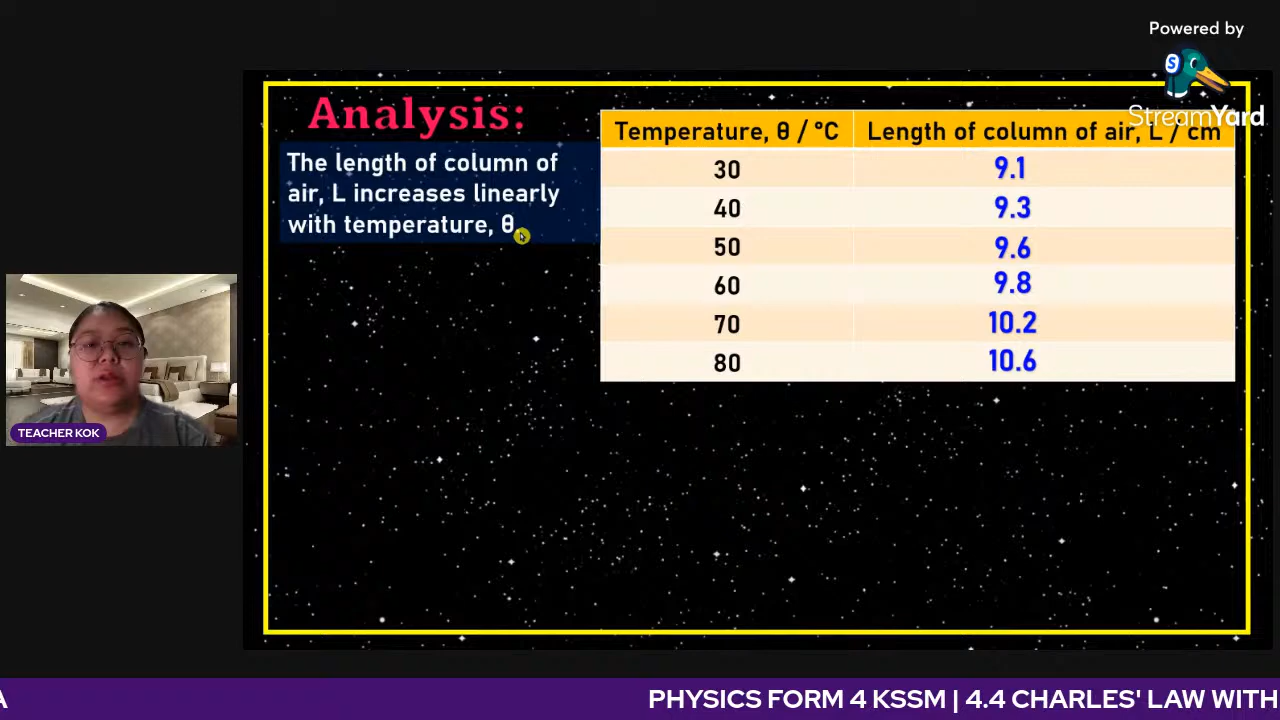 Powered by
StreamYard
Analysis:
The length of column of
air, L increases linearly
with temperature, θ.
Temperature, θ / °C Length of column of air, L / cm
30 9.1
40 9.3
50 9.6
60 9.8
70 10.2
80 10.6
TEACHER KOK
A PHYSICS FORM 4 KSSM | 4.4 CHARLES' LAW WITH